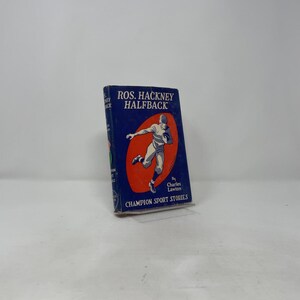 ROS. HACKNEY
HALFBACK
by
Charles
Lawton
CHAMPION SPORT STORIES